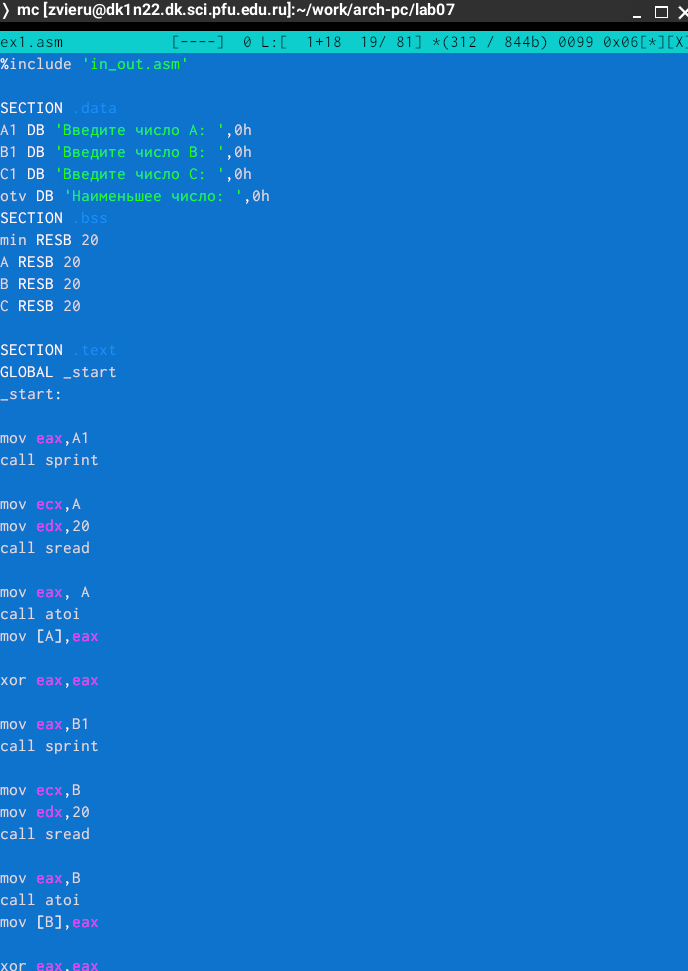 mc [zvieru@dk1n22.dk.sci.pfu.edu.ru]:~/work/arch-pc/lab07
ex1.asm [----] 0 L:[ 1+18 19/ 81] *(312 / 844b) 0099 0x06[*][X]
%include 'in_out.asm'
SECTION .data
A1 DB 'Введите число A: ',0h
B1 DB 'Введите число B: ',0h
C1 DB 'Введите число C: ',0h
otv DB 'Наименьшее число: ',0h
SECTION .bss
min RESB 20
A RESB 20
B RESB 20
C RESB 20
SECTION .text
GLOBAL _start
_start:
mov eax,A1
call sprint
mov ecx,A
mov edx,20
call sread
mov eax, A
call atoi
mov [A],eax
xor eax,eax
mov eax,B1
call sprint
mov ecx,B
mov edx,20
call sread
mov eax,B
call atoi
mov [B],eax
xor eax,eax